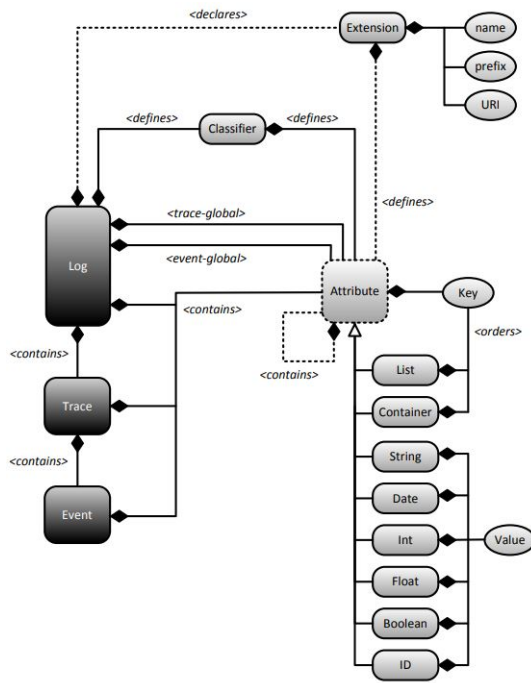 <declares>
Extension
name
prefix
URI
<defines>
Classifier
<defines>
<trace-global>
<defines>
Log
<event-global>
Attribute
Key
<contains>
<orders>
<contains>
<contains>
List
Trace
Container
<contains>
String
Date
Event
Int
Value
Float
Boolean
ID